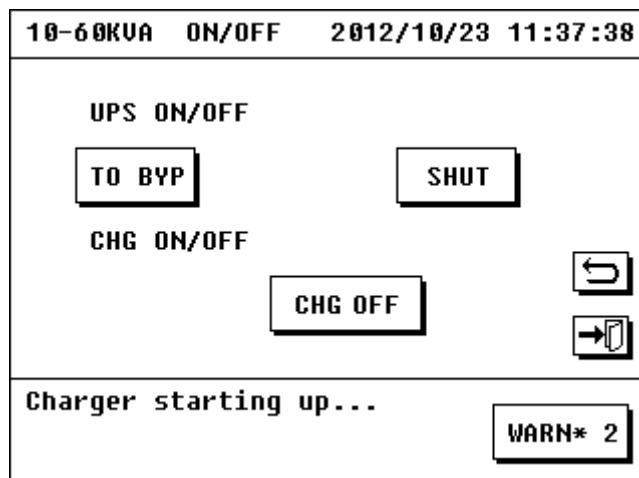 10-60KVA ON/OFF 2012/10/23 11:37:38
UPS ON/OFF
TO BYP SHUT
CHG ON/OFF
CHG OFF
Charger starting up...
WARN* 2